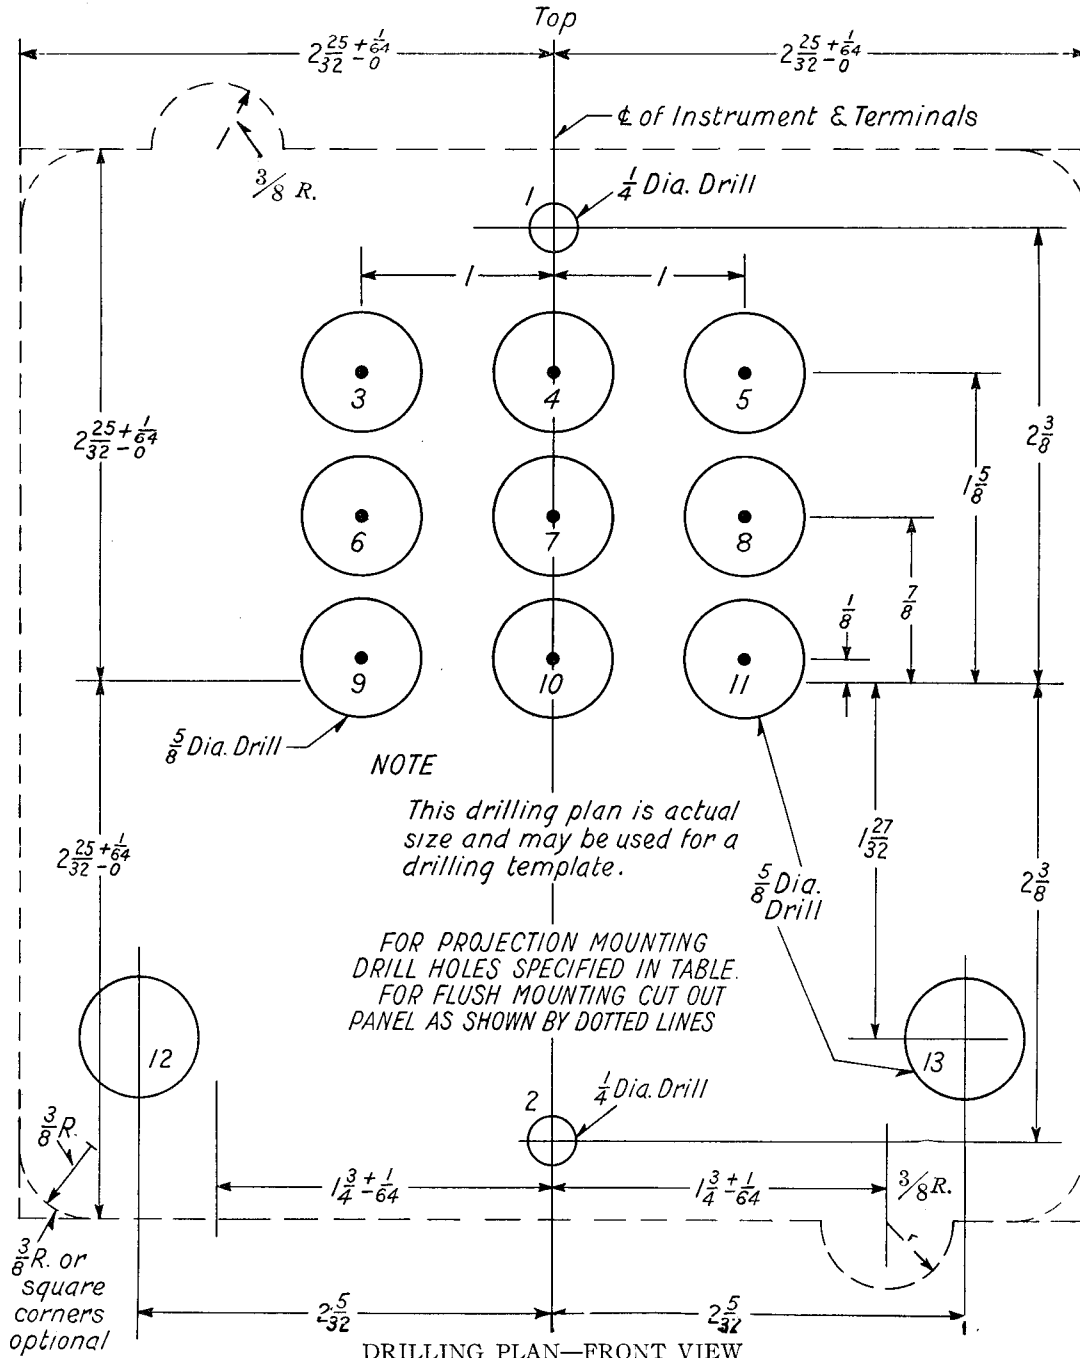 Top
2 25/32 +1/64 -0
2 25/32 +1/64 -0
℄ of Instrument & Terminals
3/8 R.
1
1/4 Dia. Drill
1
1
3
4
5
2 25/32 +1/64 -0
2 3/8
1 5/8
6
7
8
7/8
1/8
9
10
11
5/8 Dia. Drill
NOTE
This drilling plan is actual
size and may be used for a
drilling template.
2 25/32 +1/64 -0
1 27/32
2 3/8
5/8 Dia.
Drill
FOR PROJECTION MOUNTING
DRILL HOLES SPECIFIED IN TABLE.
FOR FLUSH MOUNTING CUT OUT
PANEL AS SHOWN BY DOTTED LINES
12
13
2
1/4 Dia. Drill
3/8 R.
1 3/4 +- 1/64
1 3/4 +- 1/64
3/8 R.
3/8 R. or
square
corners
optional
2 5/32
2 5/32
DRILLING PLAN—FRONT VIEW